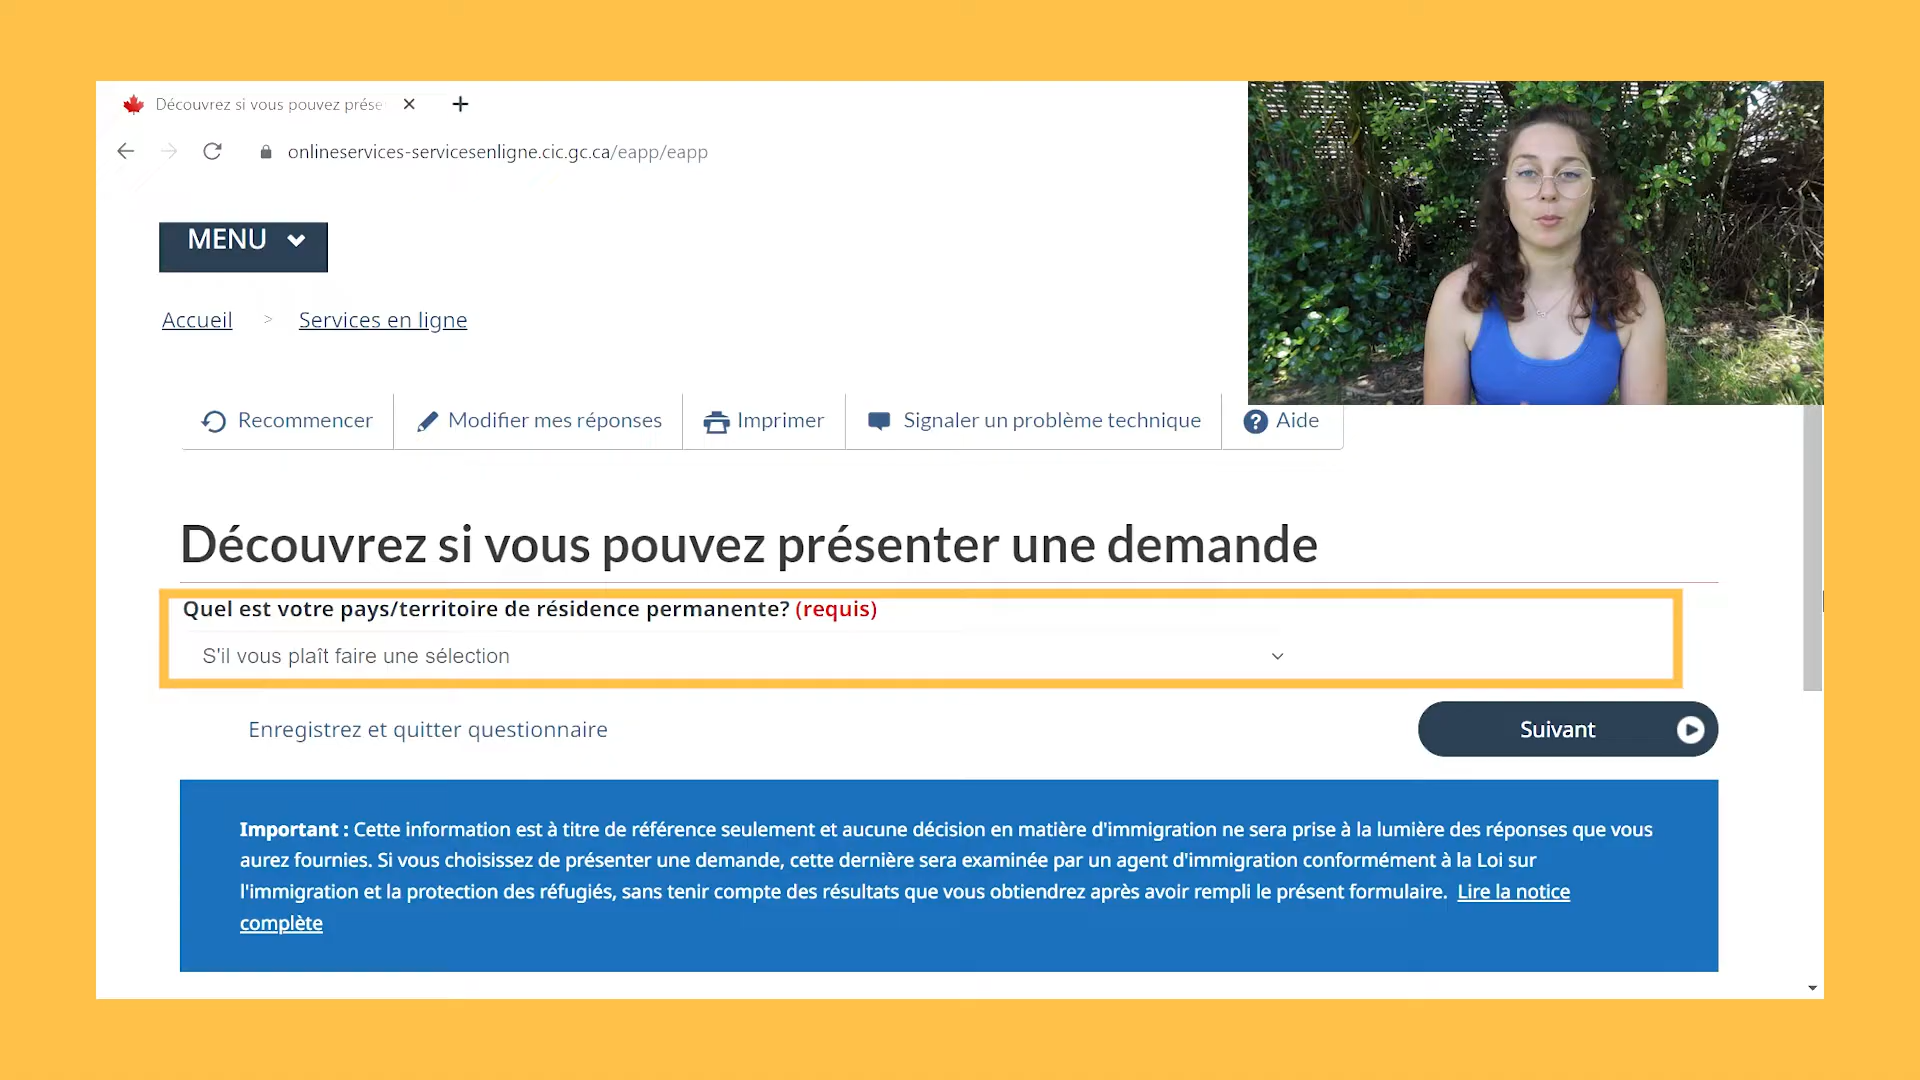 Découvrez si vous pouvez prése
onlineservices-servicesenligne.cic.gc.ca/eapp/eapp
MENU
Accueil > Services en ligne
Recommencer
Modifier mes réponses
Imprimer
Signaler un problème technique
Aide
Découvrez si vous pouvez présenter une demande
Quel est votre pays/territoire de résidence permanente? (requis)
S'il vous plaît faire une sélection
Enregistrez et quitter questionnaire
Suivant
Important : Cette information est à titre de référence seulement et aucune décision en matière d'immigration ne sera prise à la lumière des réponses que vous
aurez fournies. Si vous choisissez de présenter une demande, cette dernière sera examinée par un agent d'immigration conformément à la Loi sur
l'immigration et la protection des réfugiés, sans tenir compte des résultats que vous obtiendrez après avoir rempli le présent formulaire. Lire la notice
complète